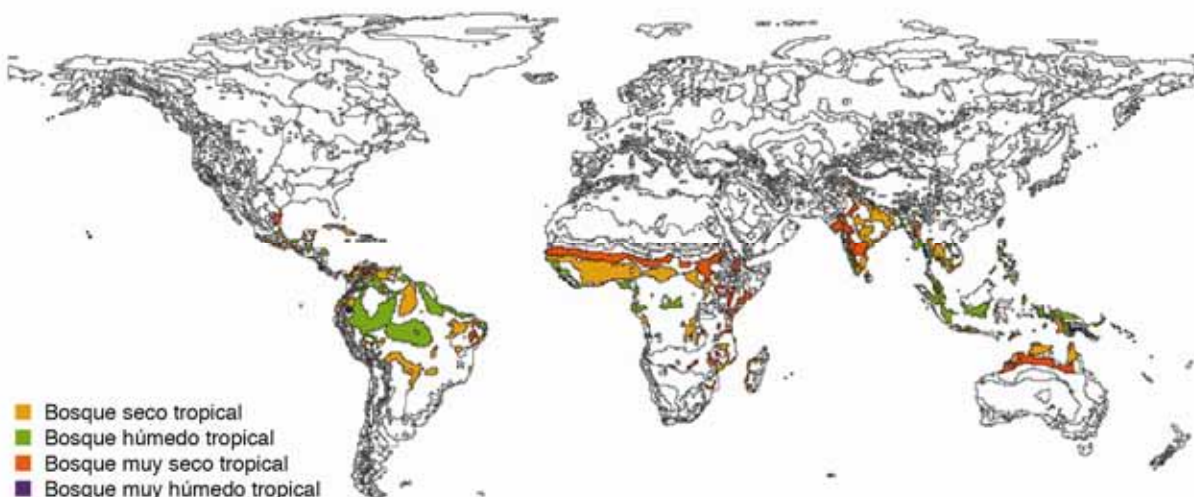 Bosque seco tropical
Bosque húmedo tropical
Bosque muy seco tropical
Bosque muy húmedo tropical